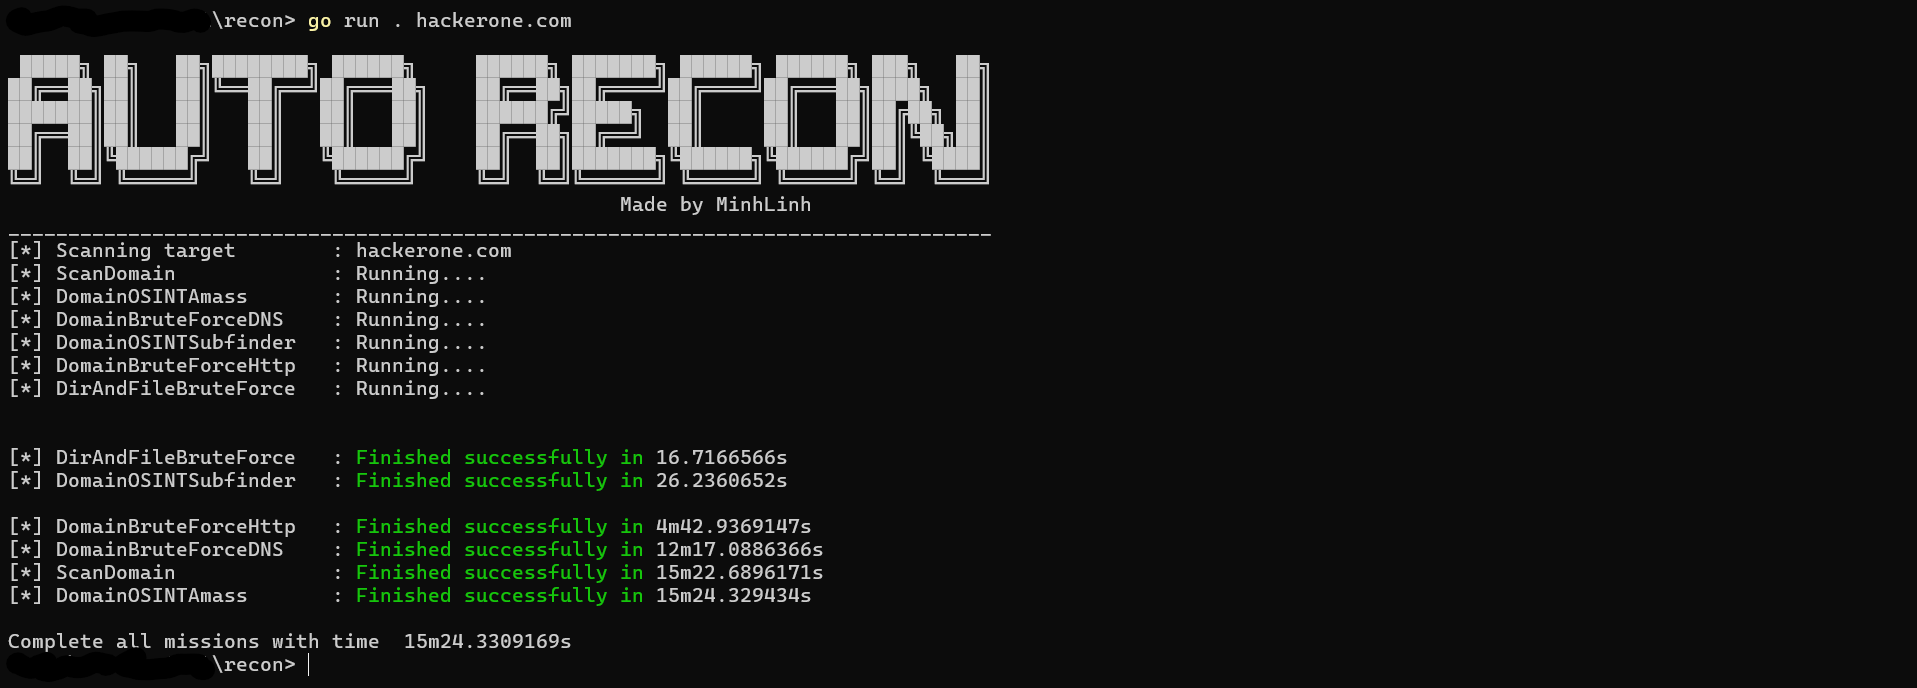 \recon> go run . hackerone.com
AUTO RECON
Made by MinhLinh
__________________________________________________________________________________
[*] Scanning target        : hackerone.com
[*] ScanDomain             : Running....
[*] DomainOSINTAmass       : Running....
[*] DomainBruteForceDNS    : Running....
[*] DomainOSINTSubfinder   : Running....
[*] DomainBruteForceHttp   : Running....
[*] DirAndFileBruteForce   : Running....
[*] DirAndFileBruteForce   : Finished successfully in 16.7166566s
[*] DomainOSINTSubfinder   : Finished successfully in 26.2360652s
[*] DomainBruteForceHttp   : Finished successfully in 4m42.9369147s
[*] DomainBruteForceDNS    : Finished successfully in 12m17.0886366s
[*] ScanDomain             : Finished successfully in 15m22.6896171s
[*] DomainOSINTAmass       : Finished successfully in 15m24.329434s
Complete all missions with time  15m24.3309169s
\recon>